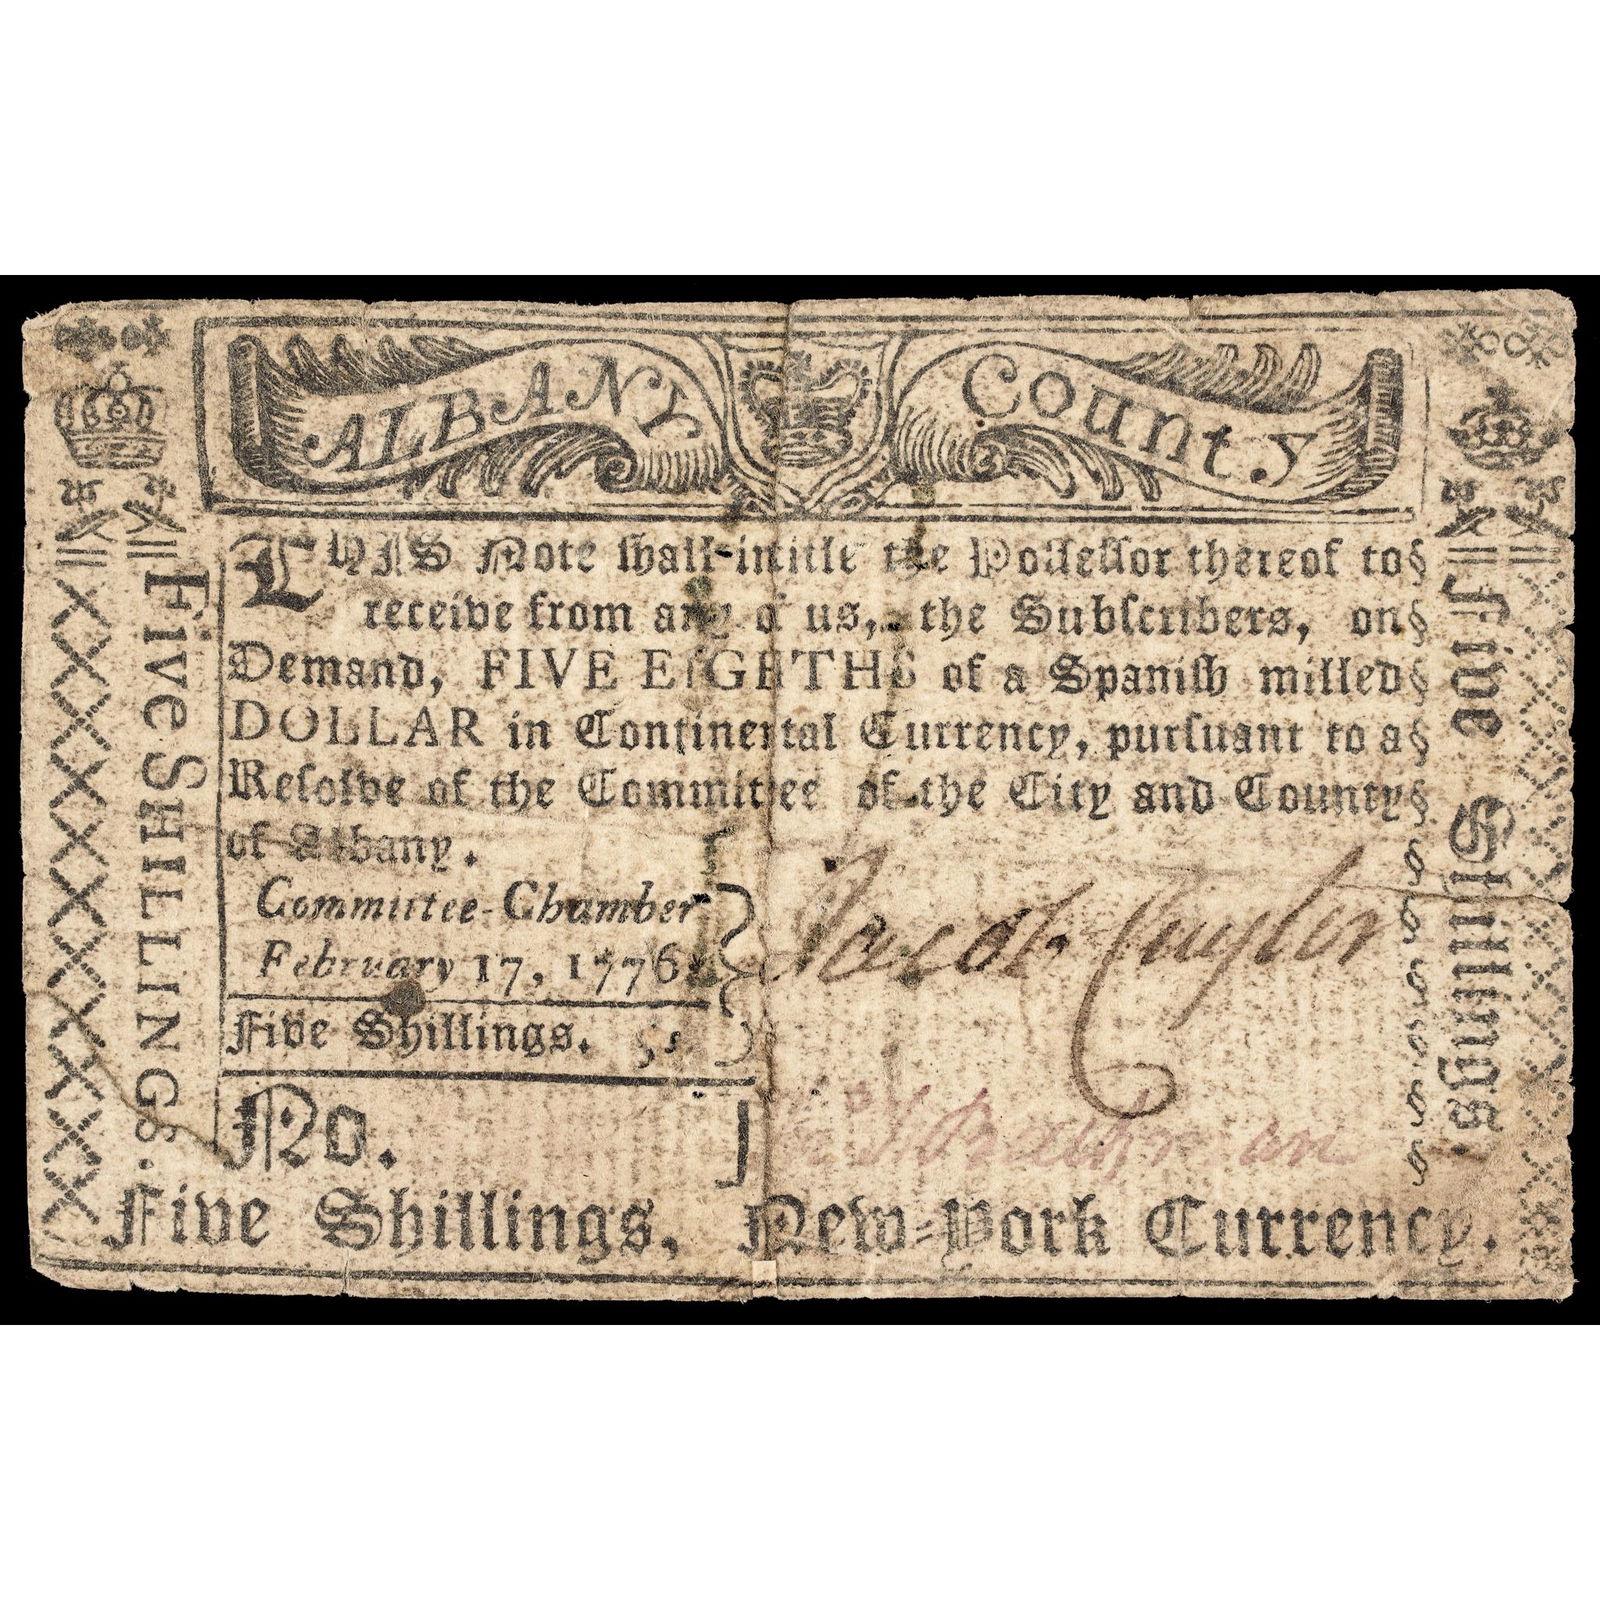 ALBANY County
THIS Note ſhall intitle the Poſſeſſor thereof to
receive from any of us, the Subſcribers, on
Demand, FIVE EIGHTHS of a Spaniſh milled
DOLLAR in Continental Currency, purſuant to a
Reſolve of the Committee of the City and County
of Albany.
Committee-Chamber
February 17, 1776
Jacob Cuyler
Five Shillings. 5s
No.
Five Shillings, New-York Currency.
Five SHILLINGS.
Five Shillings.